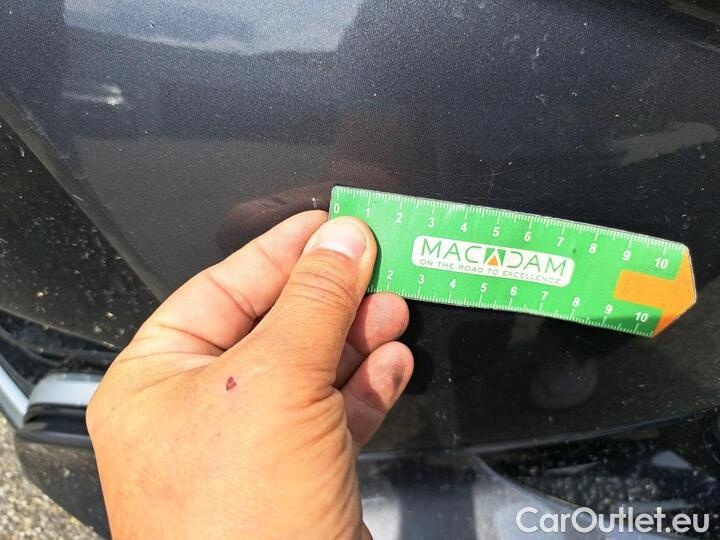 0 1 2 3 4 5 6 7 8 9 10
MACADAM
ON THE ROAD TO EXCELLENCE
2 3 4 5 6 7 8 9 10
CarOutlet.eu